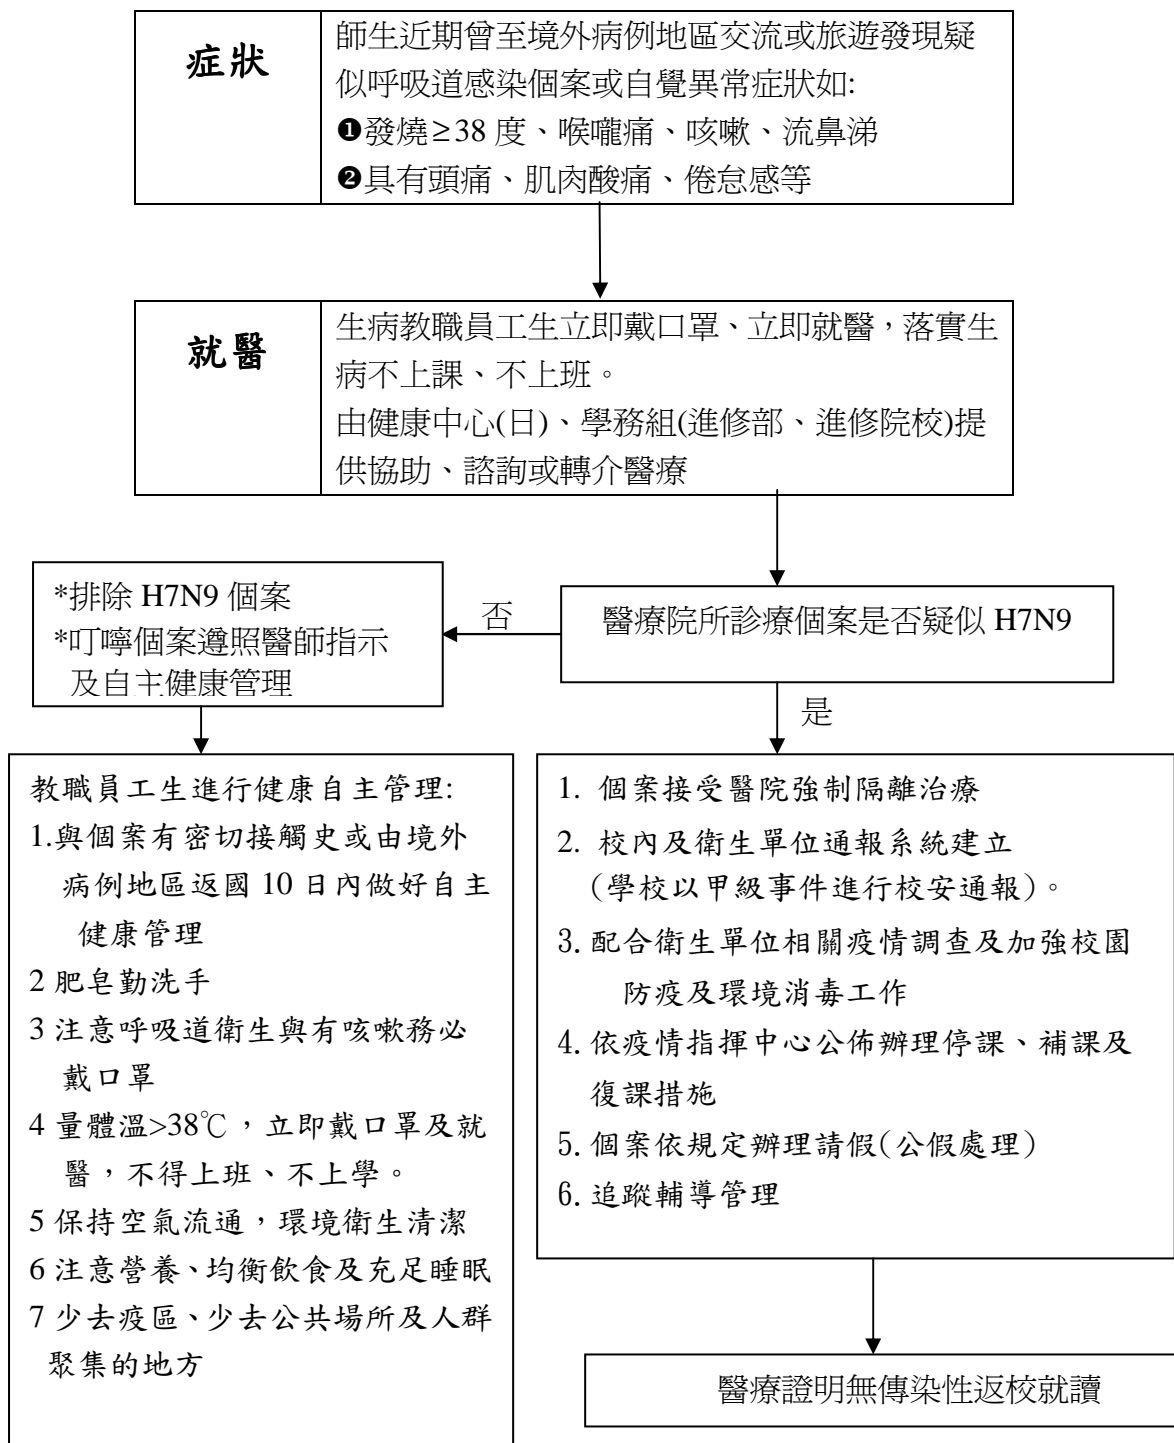 症狀
師生近期曾至境外病例地區交流或旅遊發現疑
似呼吸道感染個案或自覺異常症狀如:
❶發燒≥38 度、喉嚨痛、咳嗽、流鼻涕
❷具有頭痛、肌肉酸痛、倦怠感等
就醫
生病教職員工生立即戴口罩、立即就醫，落實生
病不上課、不上班。
由健康中心(日)、學務組(進修部、進修院校)提
供協助、諮詢或轉介醫療
醫療院所診療個案是否疑似 H7N9
否
*排除 H7N9 個案
*叮嚀個案遵照醫師指示
及自主健康管理
是
教職員工生進行健康自主管理:
1.與個案有密切接觸史或由境外
病例地區返國 10 日內做好自主
健康管理
2 肥皂勤洗手
3 注意呼吸道衛生與有咳嗽務必
戴口罩
4 量體溫>38℃，立即戴口罩及就
醫，不得上班、不上學。
5 保持空氣流通，環境衛生清潔
6 注意營養、均衡飲食及充足睡眠
7 少去疫區、少去公共場所及人群
聚集的地方
1. 個案接受醫院強制隔離治療
2. 校內及衛生單位通報系統建立
(學校以甲級事件進行校安通報)。
3. 配合衛生單位相關疫情調查及加強校園
防疫及環境消毒工作
4. 依疫情指揮中心公佈辦理停課、補課及
復課措施
5. 個案依規定辦理請假(公假處理)
6. 追蹤輔導管理
醫療證明無傳染性返校就讀